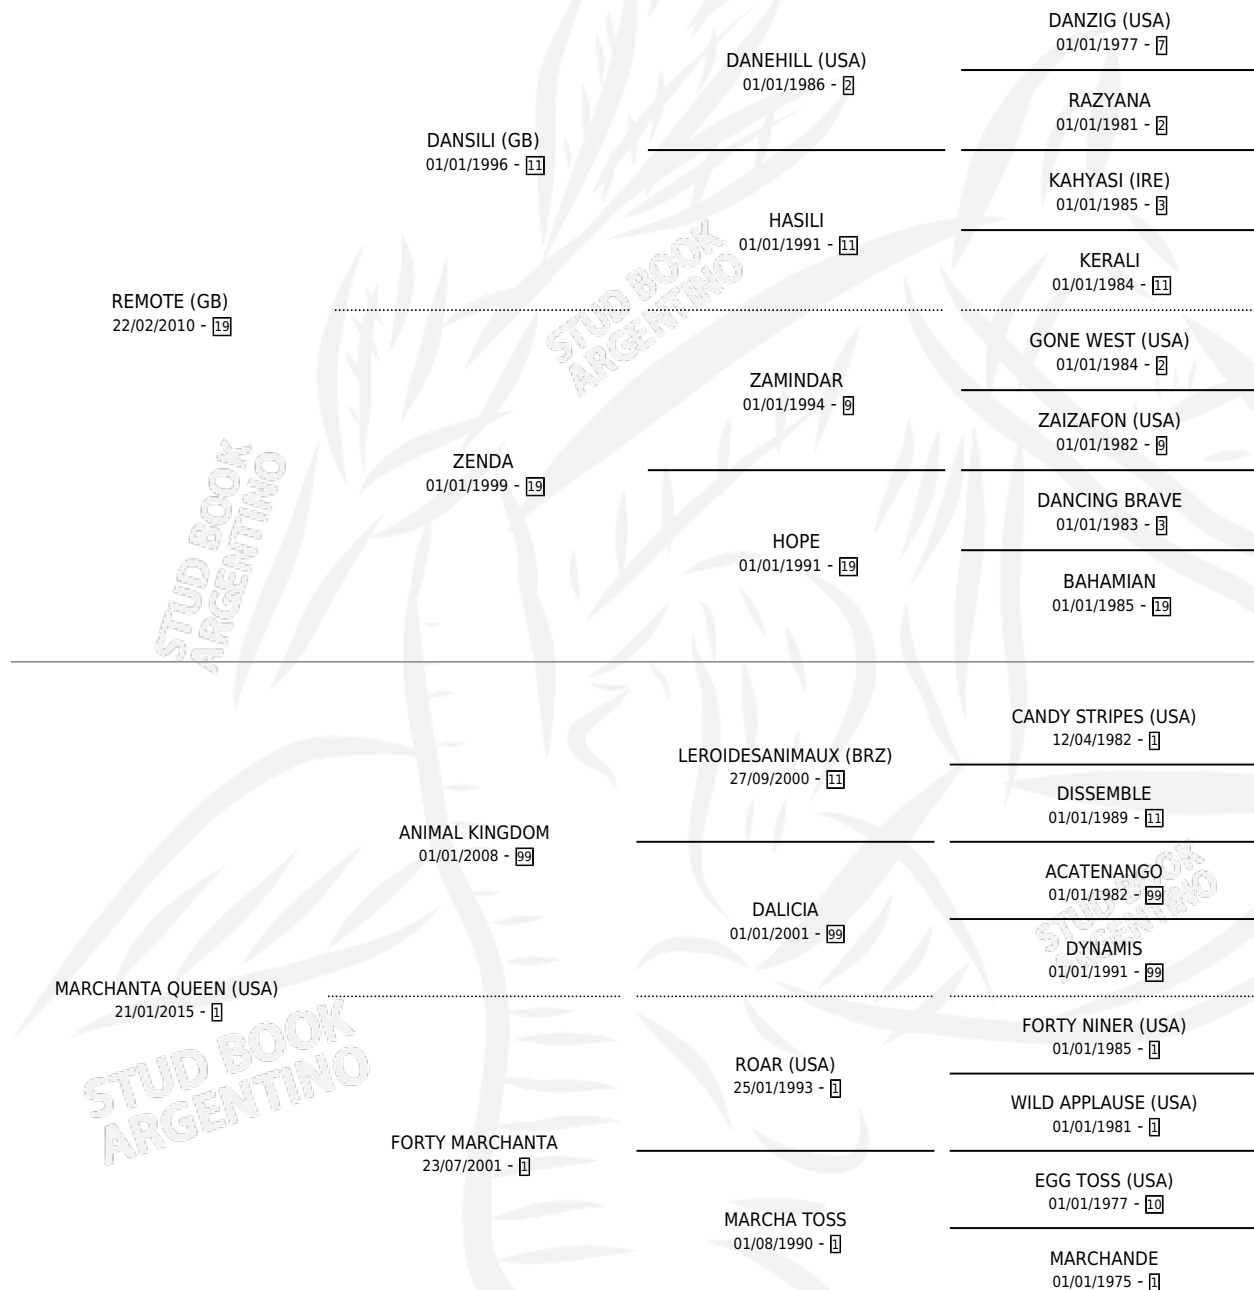 DANZIG (USA)
01/01/1977 - 7
DANEHILL (USA)
01/01/1986 - 2
RAZYANA
01/01/1981 - 2
DANSILI (GB)
01/01/1996 - 11
KAHYASI (IRE)
01/01/1985 - 3
HASILI
01/01/1991 - 11
KERALI
01/01/1984 - 11
REMOTE (GB)
22/02/2010 - 19
GONE WEST (USA)
01/01/1984 - 2
ZAMINDAR
01/01/1994 - 9
ZAIZAFON (USA)
01/01/1982 - 9
ZENDA
01/01/1999 - 19
DANCING BRAVE
01/01/1983 - 3
HOPE
01/01/1991 - 19
BAHAMIAN
01/01/1985 - 19
STUD BOOK
ARGENTINO
STUD BOOK
ARGENTINO
CANDY STRIPES (USA)
12/04/1982 - 1
LEROIDESANIMAUX (BRZ)
27/09/2000 - 11
DISSEMBLE
01/01/1989 - 11
ANIMAL KINGDOM
01/01/2008 - 99
ACATENANGO
01/01/1982 - 99
DALICIA
01/01/2001 - 99
DYNAMIS
01/01/1991 - 99
STUD BOOK
ARGENTINO
MARCHANTA QUEEN (USA)
21/01/2015 - 1
FORTY NINER (USA)
01/01/1985 - 1
ROAR (USA)
25/01/1993 - 1
WILD APPLAUSE (USA)
01/01/1981 - 1
FORTY MARCHANTA
23/07/2001 - 1
EGG TOSS (USA)
01/01/1977 - 10
MARCHA TOSS
01/08/1990 - 1
MARCHANDE
01/01/1975 - 1
STUD BOOK
ARGENTINO